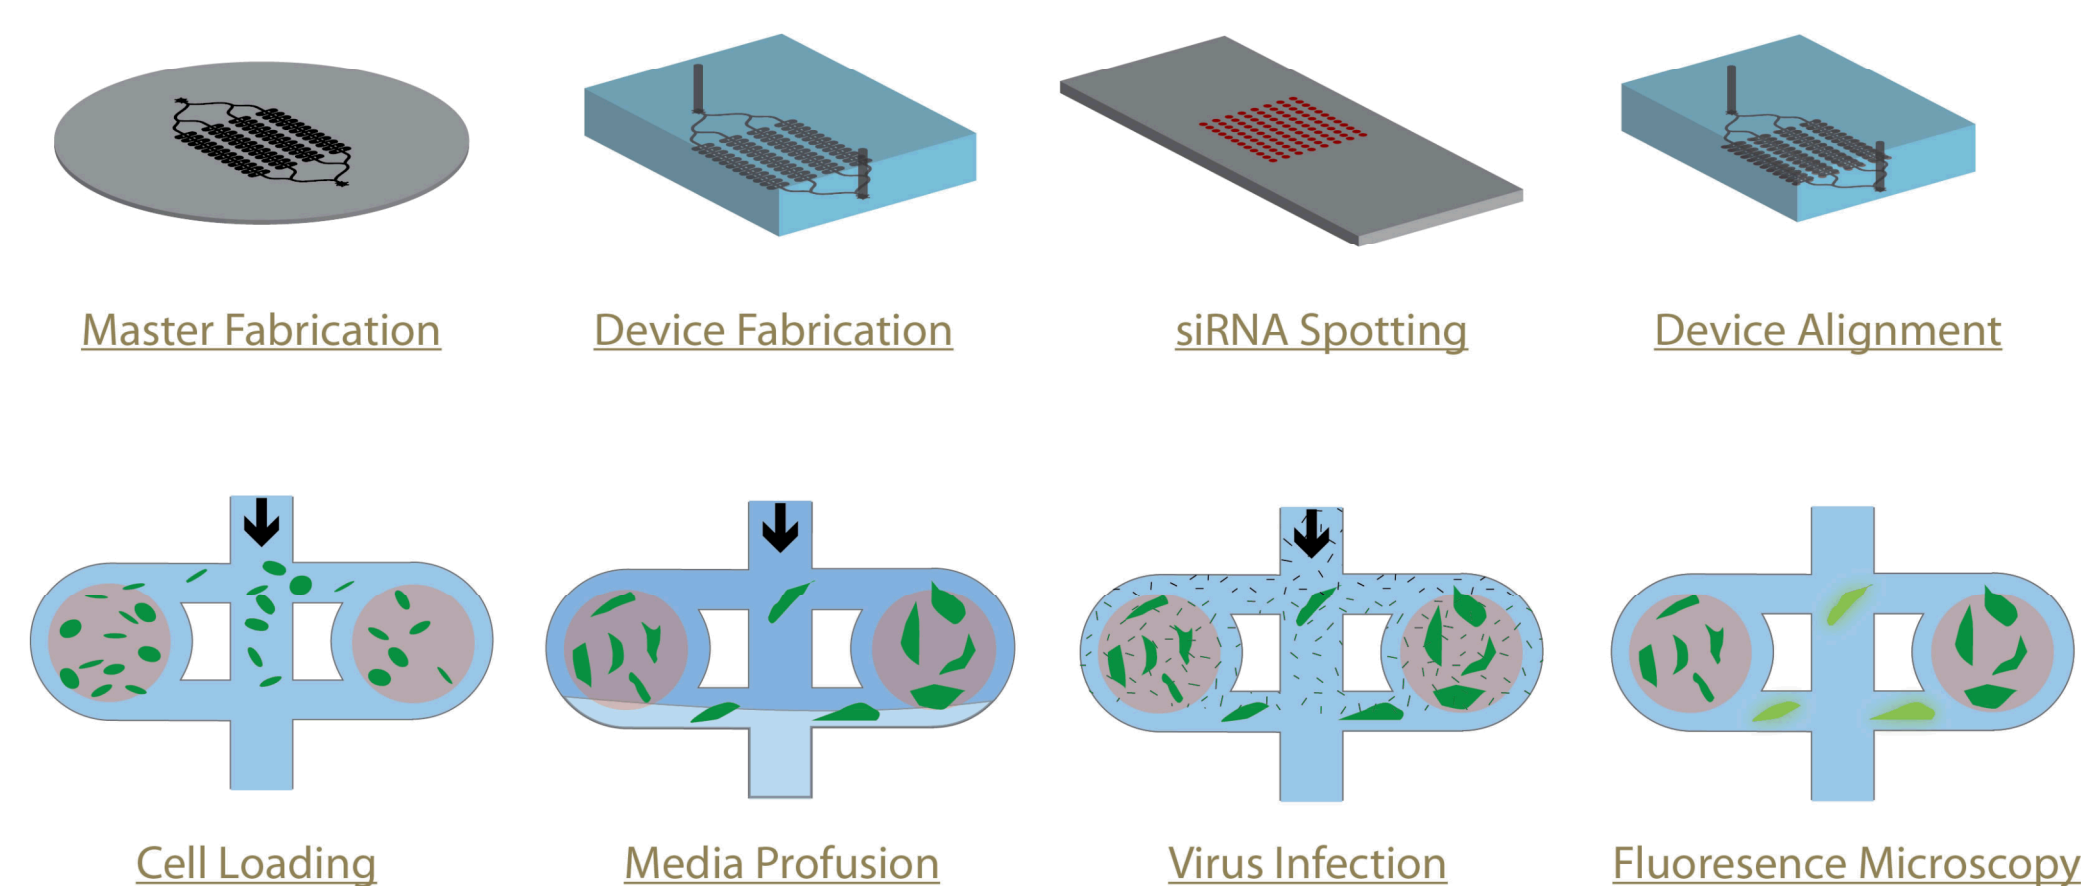 Master Fabrication
Device Fabrication
siRNA Spotting
Device Alignment
Cell Loading
Media Profusion
Virus Infection
Fluoresence Microscopy